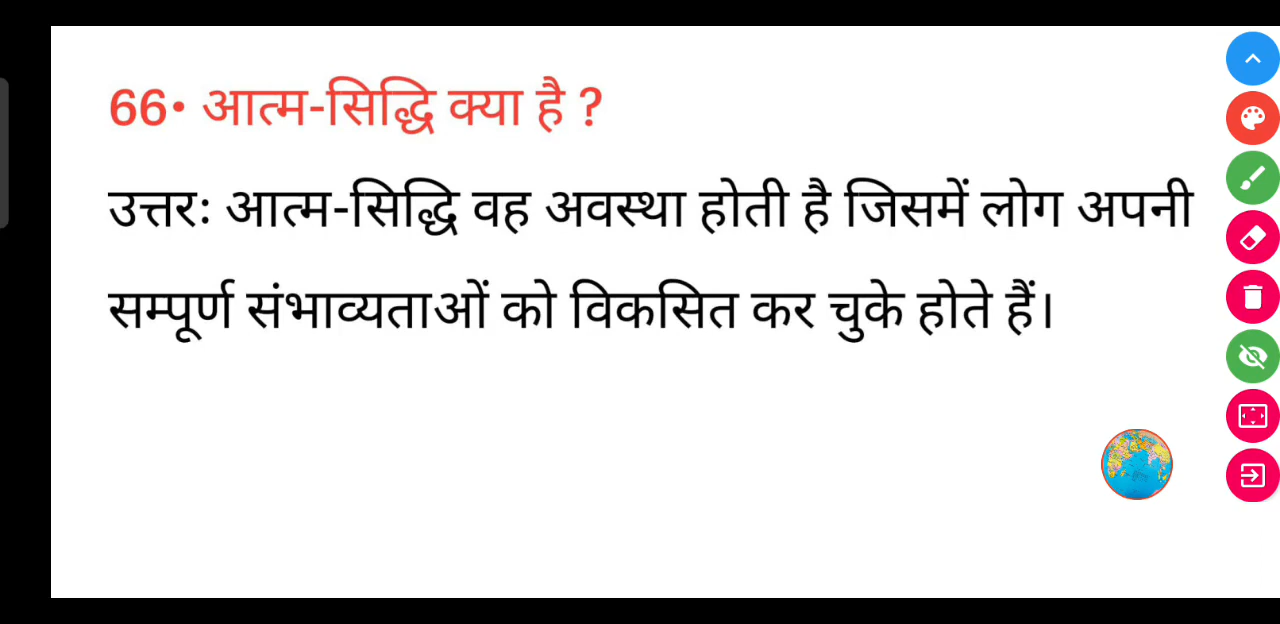 66• आत्म-सिद्धि क्या है ?
उत्तरः आत्म-सिद्धि वह अवस्था होती है जिसमें लोग अपनी
सम्पूर्ण संभाव्यताओं को विकसित कर चुके होते हैं।